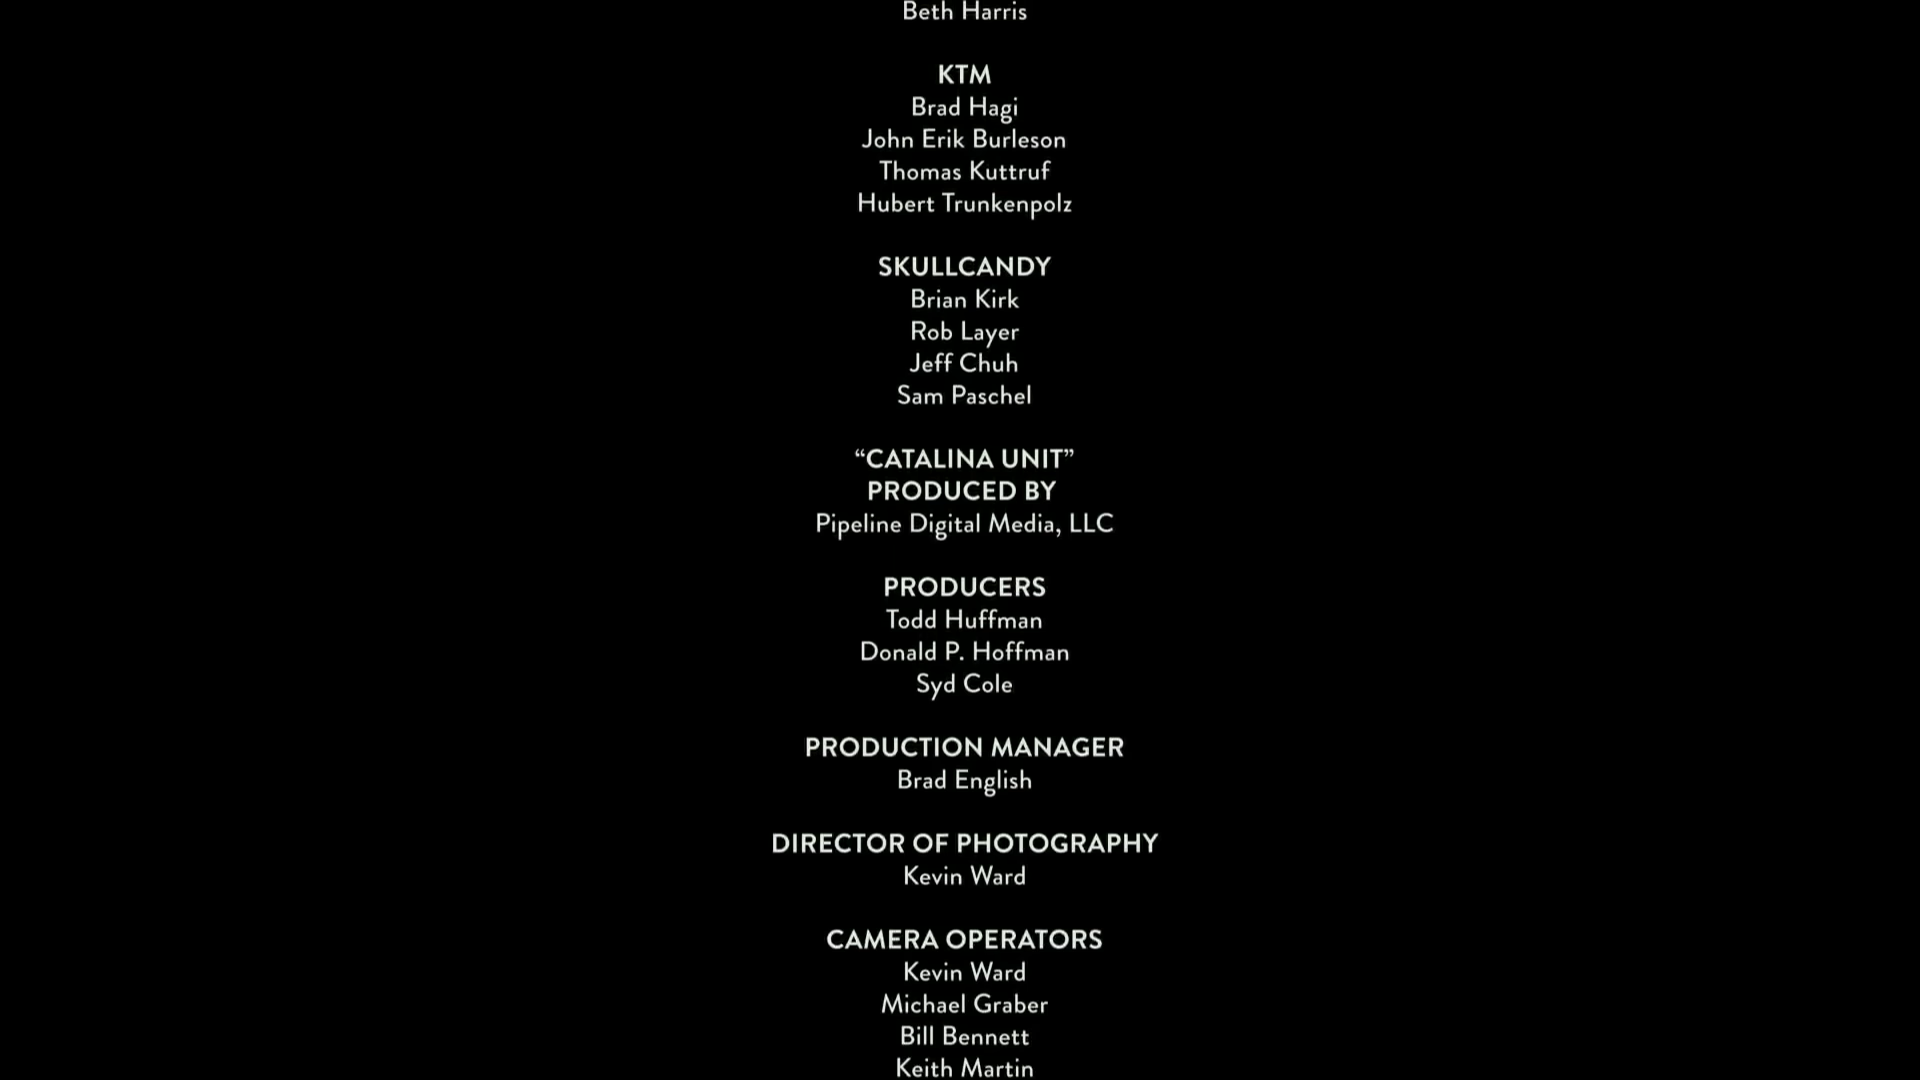 Beth Harris
KTM
Brad Hagi
John Erik Burleson
Thomas Kuttruf
Hubert Trunkenpolz
SKULLCANDY
Brian Kirk
Rob Layer
Jeff Chuh
Sam Paschel
“CATALINA UNIT”
PRODUCED BY
Pipeline Digital Media, LLC
PRODUCERS
Todd Huffman
Donald P. Hoffman
Syd Cole
PRODUCTION MANAGER
Brad English
DIRECTOR OF PHOTOGRAPHY
Kevin Ward
CAMERA OPERATORS
Kevin Ward
Michael Graber
Bill Bennett
Keith Martin